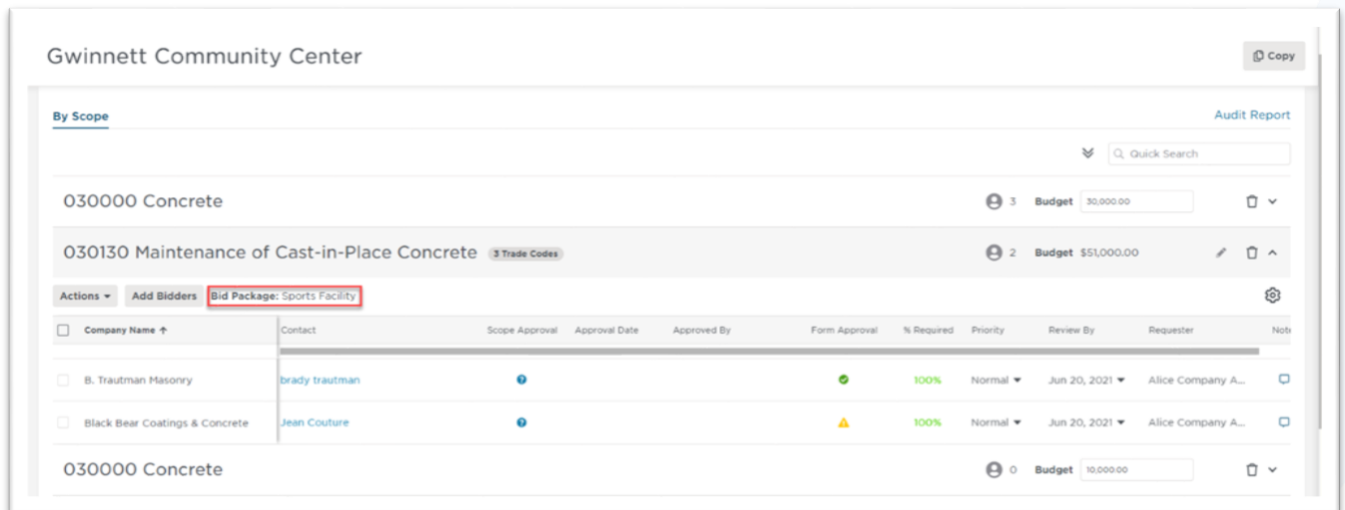 Gwinnett Community Center
Copy
By Scope
Audit Report
Quick Search
030000 Concrete 3 Budget 30,000.00
030130 Maintenance of Cast-in-Place Concrete 3 Trade Codes 2 Budget $51,000.00
Actions Add Bidders Bid Package: Sports Facility
Company Name Contact Scope Approval Approval Date Approved By Form Approval % Required Priority Review By Requester Note
B. Trautman Masonry brady trautman 100% Normal Jun 20, 2021 Alice Company A...
Black Bear Coatings & Concrete Jean Couture 100% Normal Jun 20, 2021 Alice Company A...
030000 Concrete 0 Budget 10,000.00